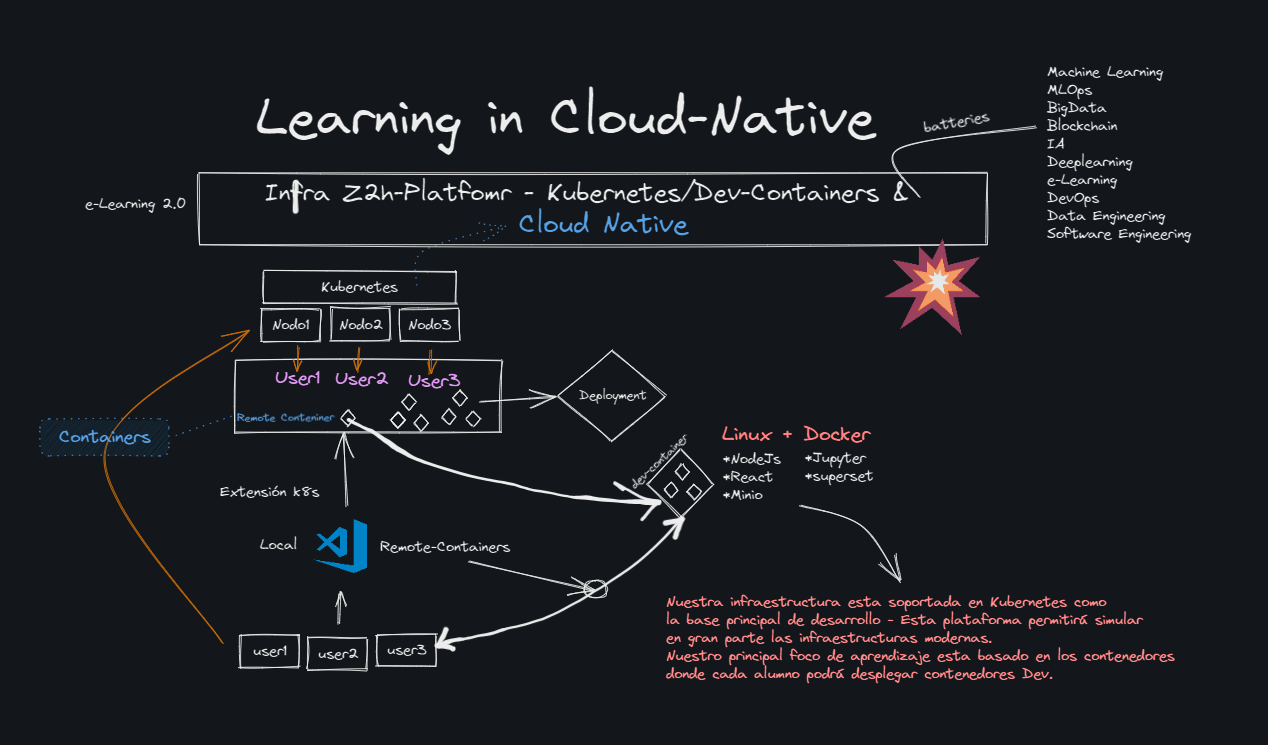 Learning in Cloud-Native
batteries
Machine Learning
MLOps
BigData
Blockchain
IA
Deeplearning
e-Learning
DevOps
Data Engineering
Software Engineering
e-Learning 2.0
Infra Z2h-Platfomr - Kubernetes/Dev-Containers &
Cloud Native
Kubernetes
Nodo1
Nodo2
Nodo3
User1
User2
User3
Remote Conteniner
Containers
Deployment
dev-container
Linux + Docker
*NodeJs
*React
*Minio
*Jupyter
*superset
Extensión k8s
Local
Remote-Containers
user1
user2
user3
Nuestra infraestructura esta soportada en Kubernetes como
la base principal de desarrollo - Esta plataforma permitirá simular
en gran parte las infraestructuras modernas.
Nuestro principal foco de aprendizaje esta basado en los contenedores
donde cada alumno podrá desplegar contenedores Dev.